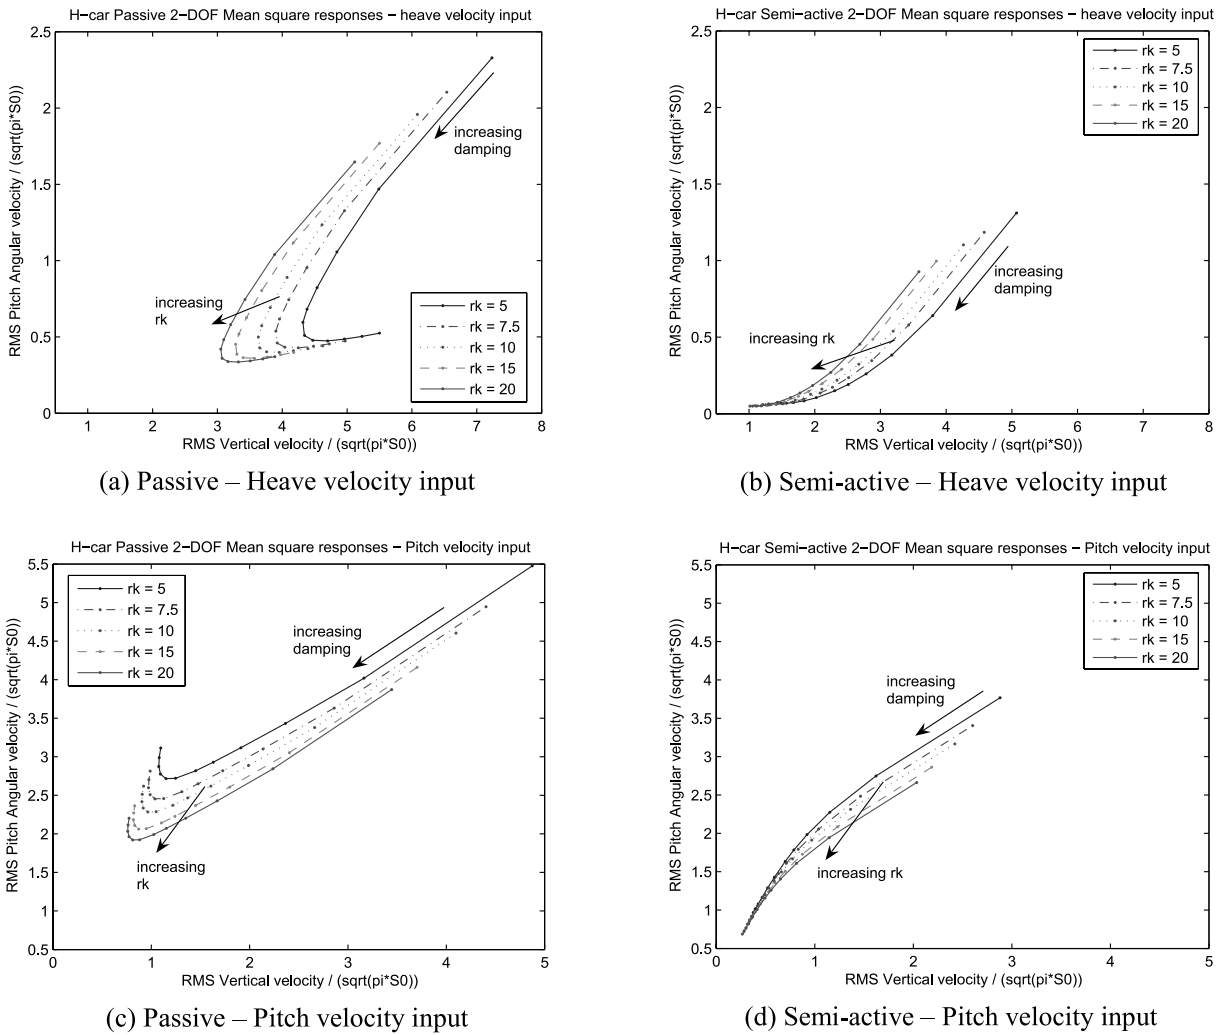 H-car Passive 2-DOF Mean square responses - heave velocity input
2.5
2
1.5
1
0.5
0
RMS Pitch Angular velocity / (sqrt(pi*S0))
increasing
damping
increasing
rk
rk = 5
rk = 7.5
rk = 10
rk = 15
rk = 20
1 2 3 4 5 6 7 8
RMS Vertical velocity / (sqrt(pi*S0))
(a) Passive – Heave velocity input
H-car Semi-active 2-DOF Mean square responses - heave velocity input
2.5
2
1.5
1
0.5
0
RMS Pitch Angular velocity / (sqrt(pi*S0))
rk = 5
rk = 7.5
rk = 10
rk = 15
rk = 20
increasing
damping
increasing rk
1 2 3 4 5 6 7 8
RMS Vertical velocity / (sqrt(pi*S0))
(b) Semi-active – Heave velocity input
H-car Passive 2-DOF Mean square responses - Pitch velocity input
5.5
5
4.5
4
3.5
3
2.5
2
1.5
1
0.5
RMS Pitch Angular velocity / (sqrt(pi*S0))
rk = 5
rk = 7.5
rk = 10
rk = 15
rk = 20
increasing
damping
increasing
rk
0 1 2 3 4 5
RMS Vertical velocity / (sqrt(pi*S0))
(c) Passive – Pitch velocity input
H-car Semi-active 2-DOF Mean square responses - Pitch velocity input
5.5
5
4.5
4
3.5
3
2.5
2
1.5
1
0.5
RMS Pitch Angular velocity / (sqrt(pi*S0))
rk = 5
rk = 7.5
rk = 10
rk = 15
rk = 20
increasing
damping
increasing rk
0 1 2 3 4 5
RMS Vertical velocity / (sqrt(pi*S0))
(d) Semi-active – Pitch velocity input